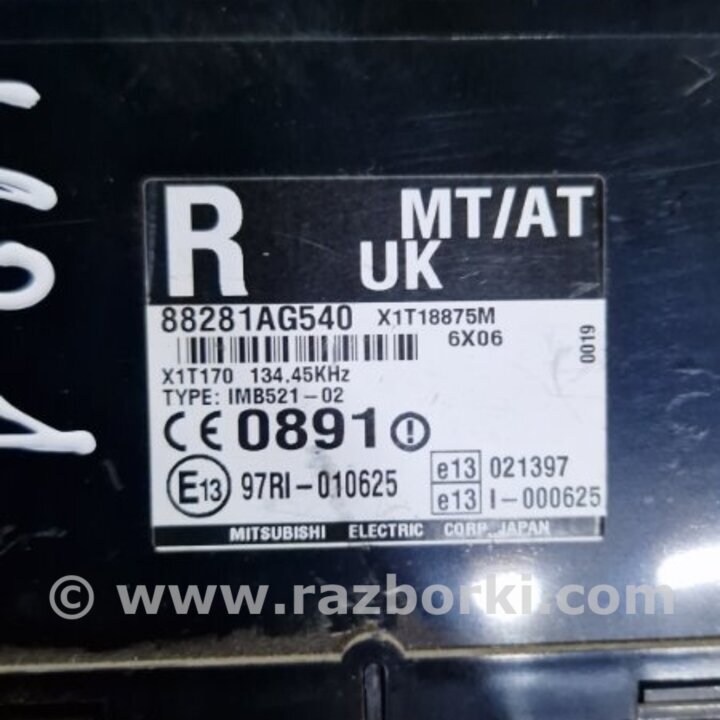 R MT/AT
UK
88281AG540 X1T18875M
6X06
0019
X1T170 134.45KHz
TYPE: IMB521-02
CE 0891
E13 97RI-010625
e13 021397
e13 I-000625
MITSUBISHI ELECTRIC CORP. JAPAN
© www.razborki.com